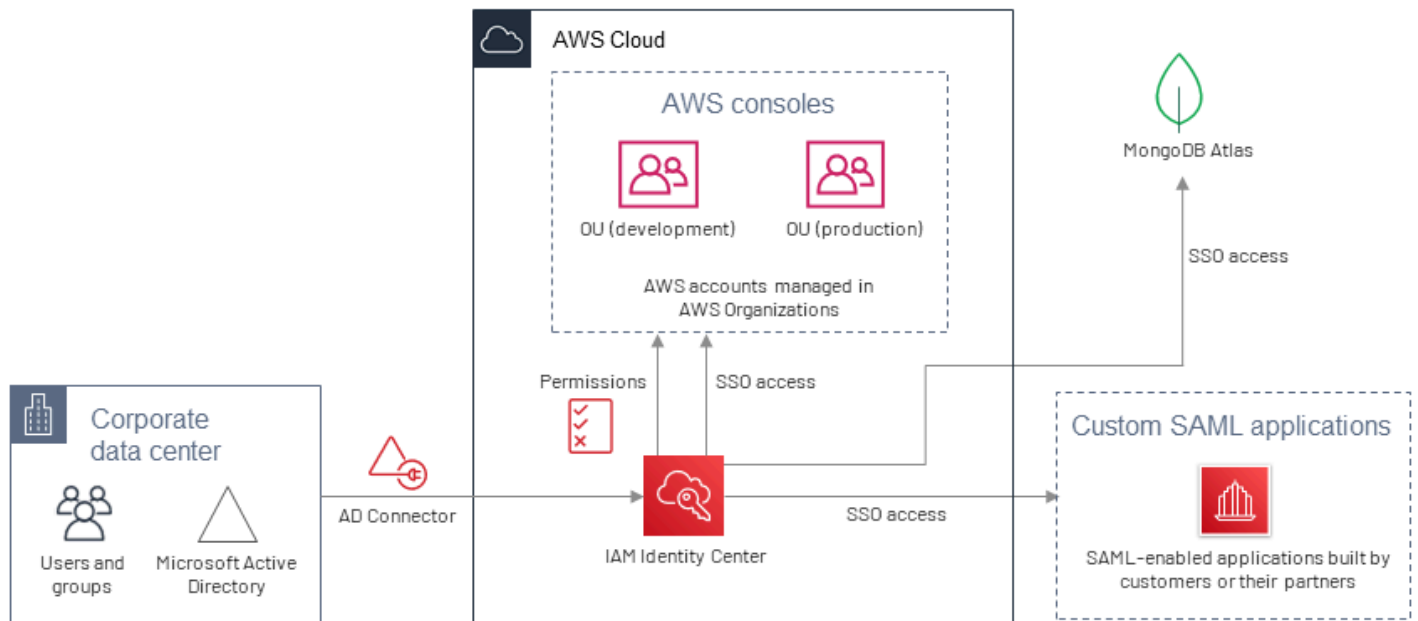 AWS Cloud
AWS consoles
OU (development)
OU (production)
AWS accounts managed in
AWS Organizations
MongoDB Atlas
SSO access
Permissions
SSO access
Corporate
data center
Users and
groups
Microsoft Active
Directory
AD Connector
IAM Identity Center
SSO access
Custom SAML applications
SAML-enabled applications built by
customers or their partners